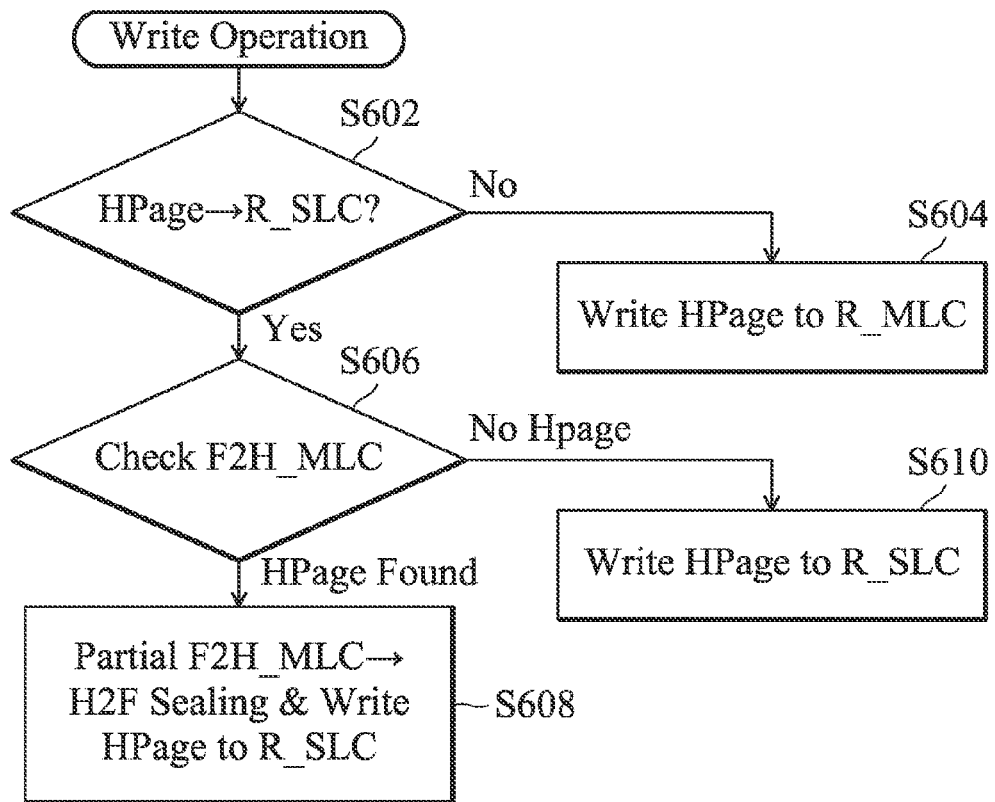 Write Operation
S602
HPage→R_SLC?
No
S604
Write HPage to R_MLC
Yes
S606
Check F2H_MLC
No Hpage
S610
Write HPage to R_SLC
HPage Found
Partial F2H_MLC→
H2F Sealing & Write
HPage to R_SLC
S608